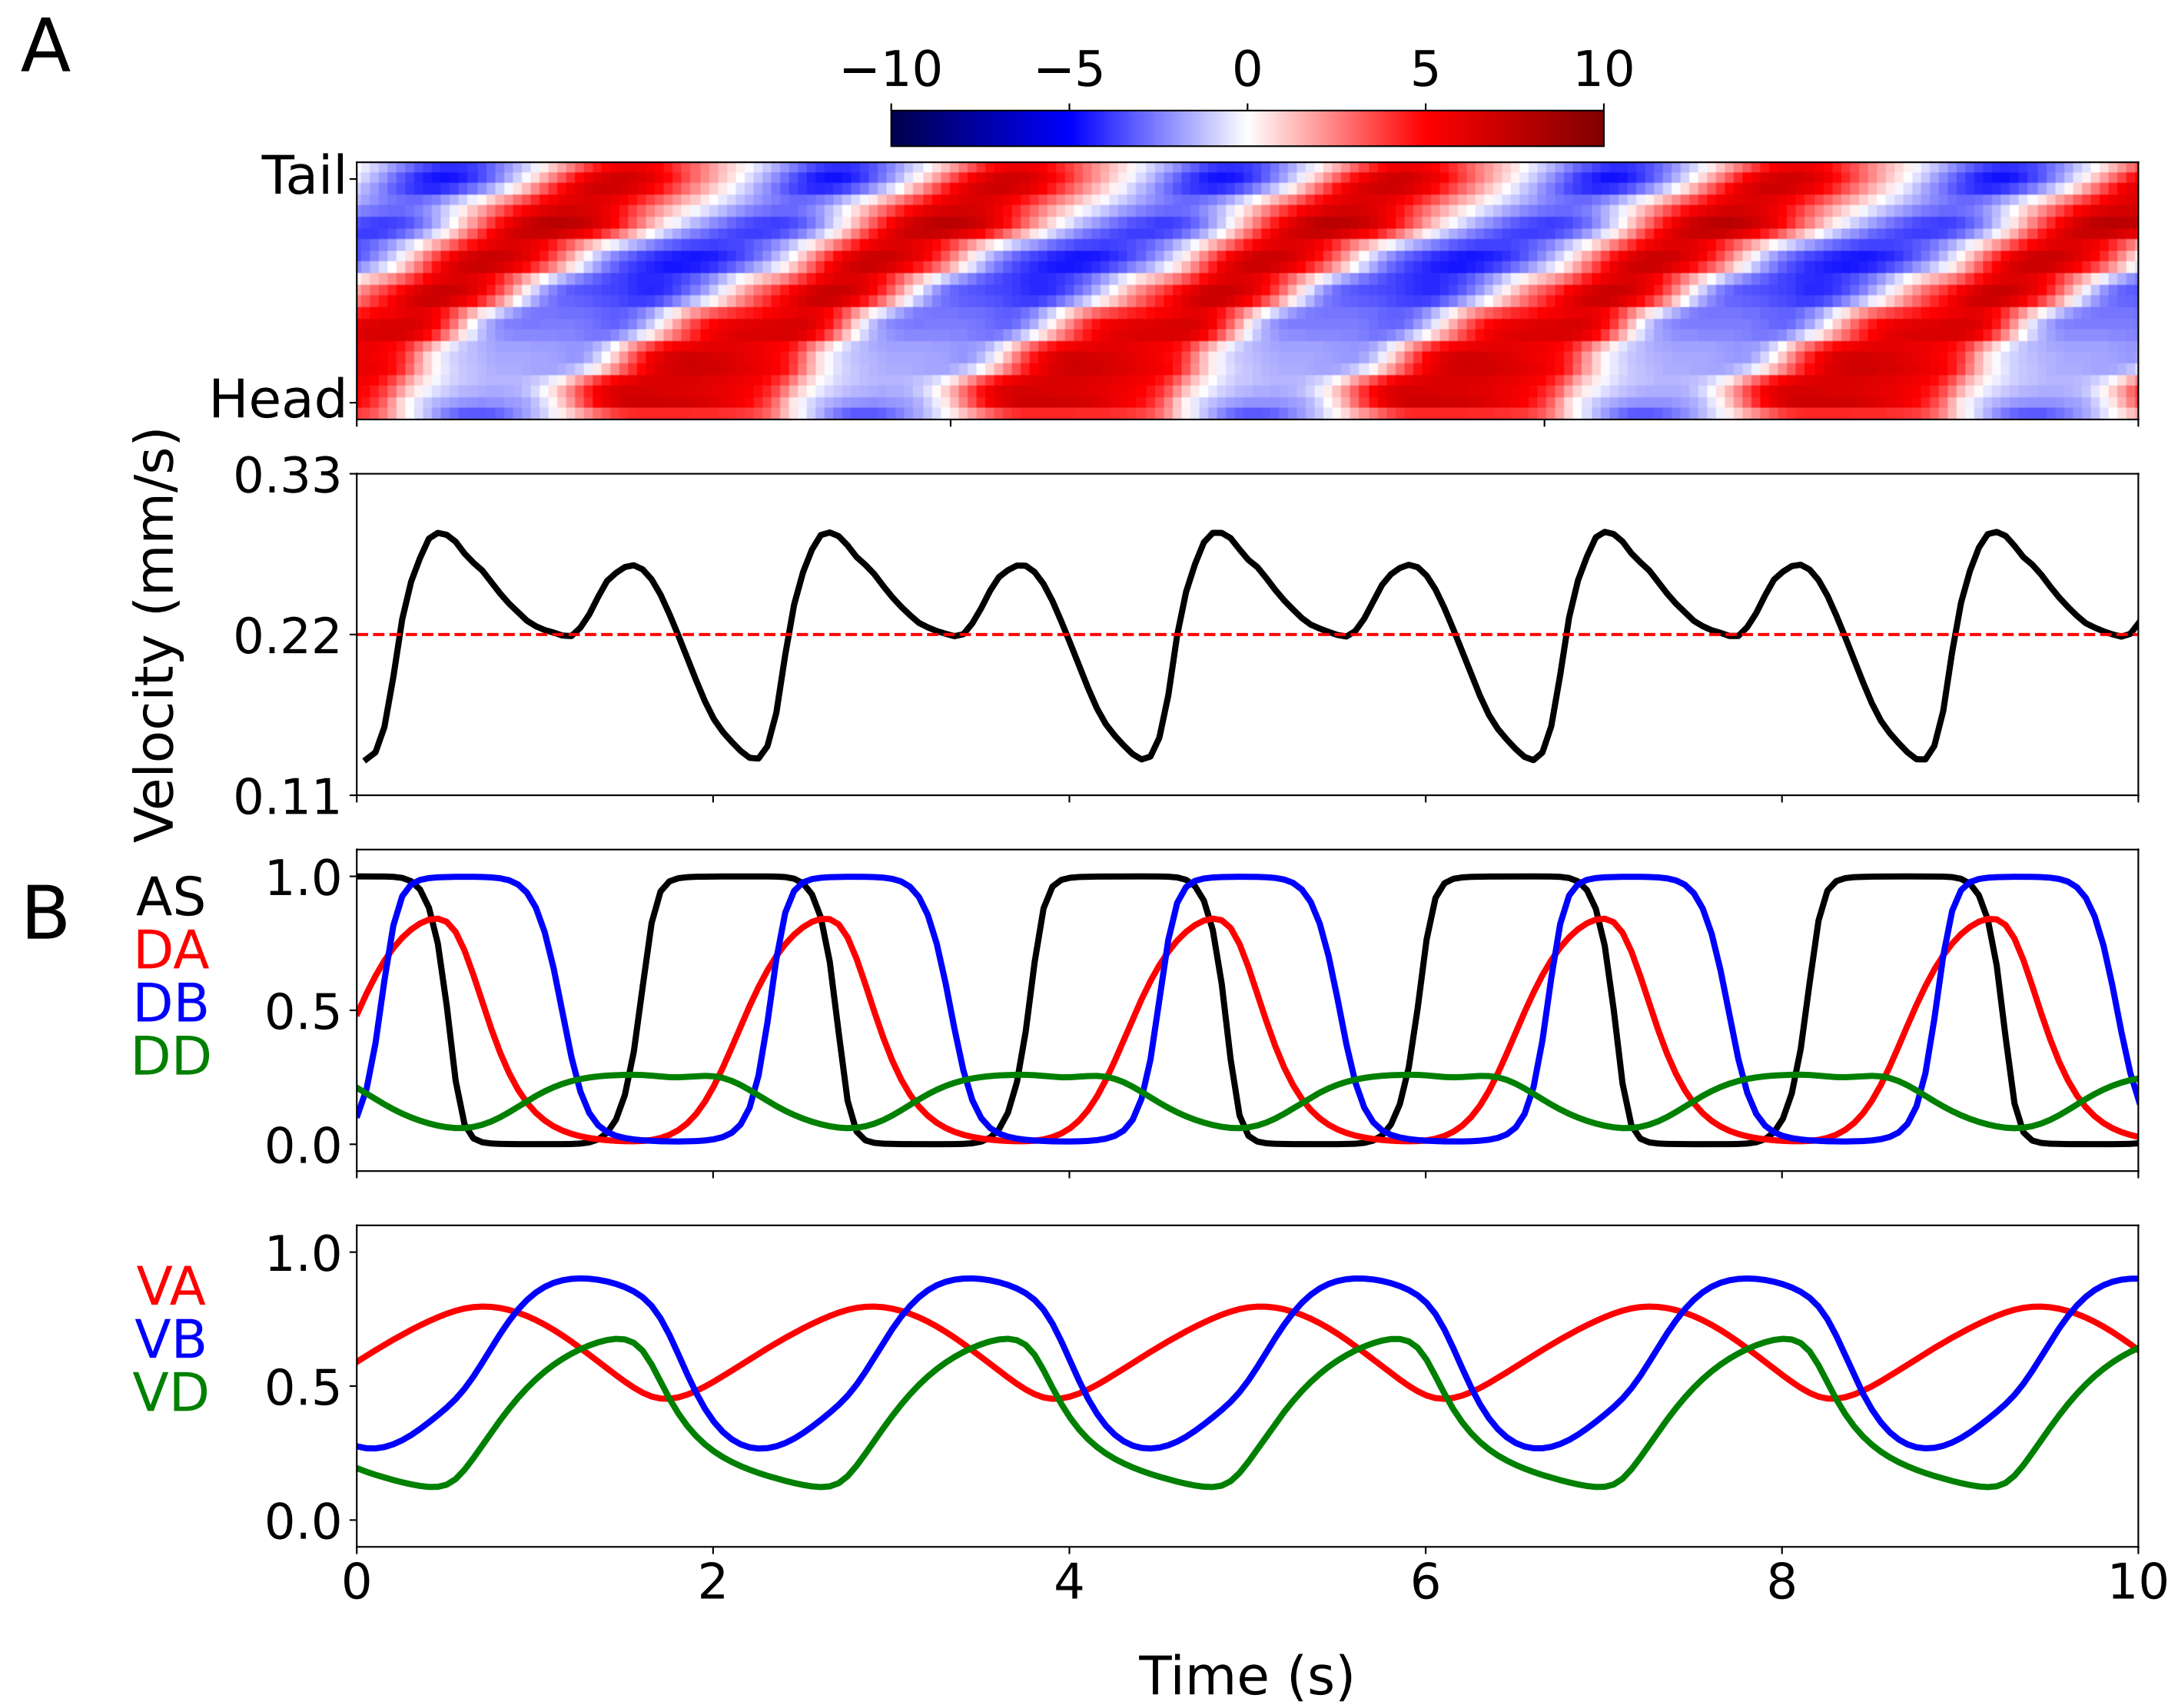 A
−10 −5 0 5 10
Tail
Head
Velocity (mm/s)
0.33
0.22
0.11
B
AS
DA
DB
DD
1.0
0.5
0.0
VA
VB
VD
1.0
0.5
0.0
0 2 4 6 8 10
Time (s)